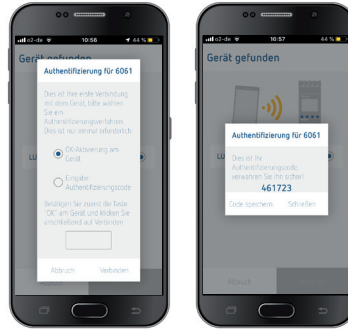 o2-de
10:56
44 %
Gerät gefunden
Authentifizierung für 6061
Dies ist Ihre erste Verbindung
mit dem Gerät, bitte wählen
Sie ein
Authentifizierungsverfahren.
Dies ist nur einmal erforderlich
OK-Aktivierung am
Gerät
Eingabe
Authentifizierungscode
Betätigen Sie zuerst die Taste
"OK" am Gerät und klicken Sie
anschließend auf Verbinden
Abbruch Verbinden
o2-de
10:57
44 %
Gerät gefunden
LU
Authentifizierung für 6061
Dies ist Ihr
Authentifizierungscode,
verwahren Sie ihn sicher!
461723
Code speichern Schließen
Abbruch